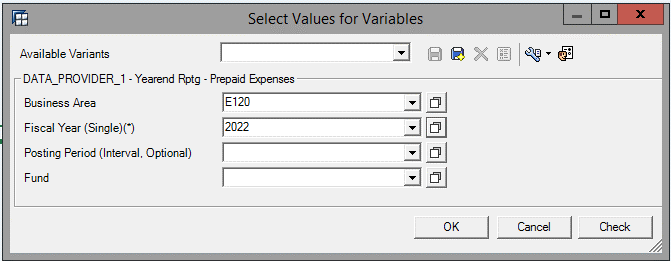 Select Values for Variables
Available Variants
DATA_PROVIDER_1 - Yearend Rptg - Prepaid Expenses
Business Area E120
Fiscal Year (Single)(*) 2022
Posting Period (Interval, Optional)
Fund
OK Cancel Check